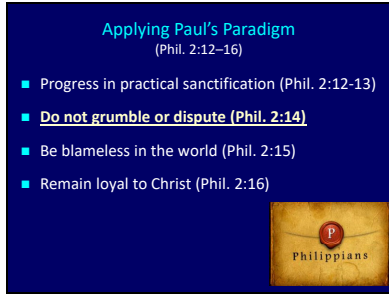 Applying Paul's Paradigm
(Phil. 2:12–16)
Progress in practical sanctification (Phil. 2:12-13)
Do not grumble or dispute (Phil. 2:14)
Be blameless in the world (Phil. 2:15)
Remain loyal to Christ (Phil. 2:16)
P
Philippians